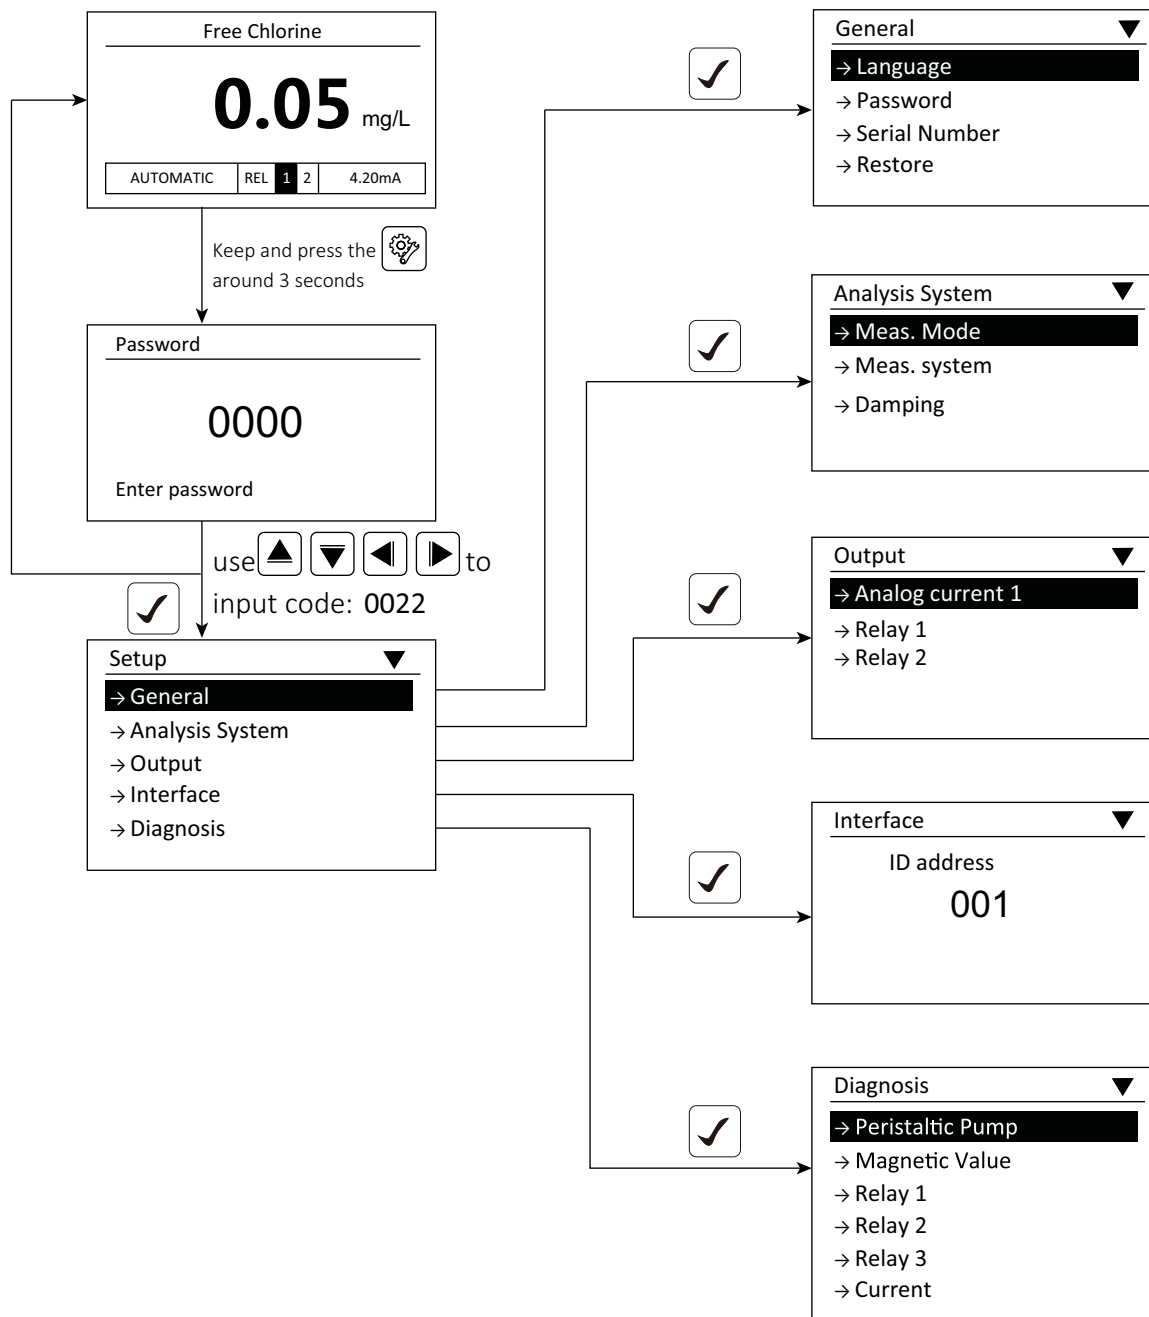 Free Chlorine
0.05 mg/L
AUTOMATIC REL 1 2 4.20mA
Keep and press the
around 3 seconds
Password
0000
Enter password
use to
input code: 0022
Setup
→ General
→ Analysis System
→ Output
→ Interface
→ Diagnosis
General
→ Language
→ Password
→ Serial Number
→ Restore
Analysis System
→ Meas. Mode
→ Meas. system
→ Damping
Output
→ Analog current 1
→ Relay 1
→ Relay 2
Interface
ID address
001
Diagnosis
→ Peristaltic Pump
→ Magnetic Value
→ Relay 1
→ Relay 2
→ Relay 3
→ Current